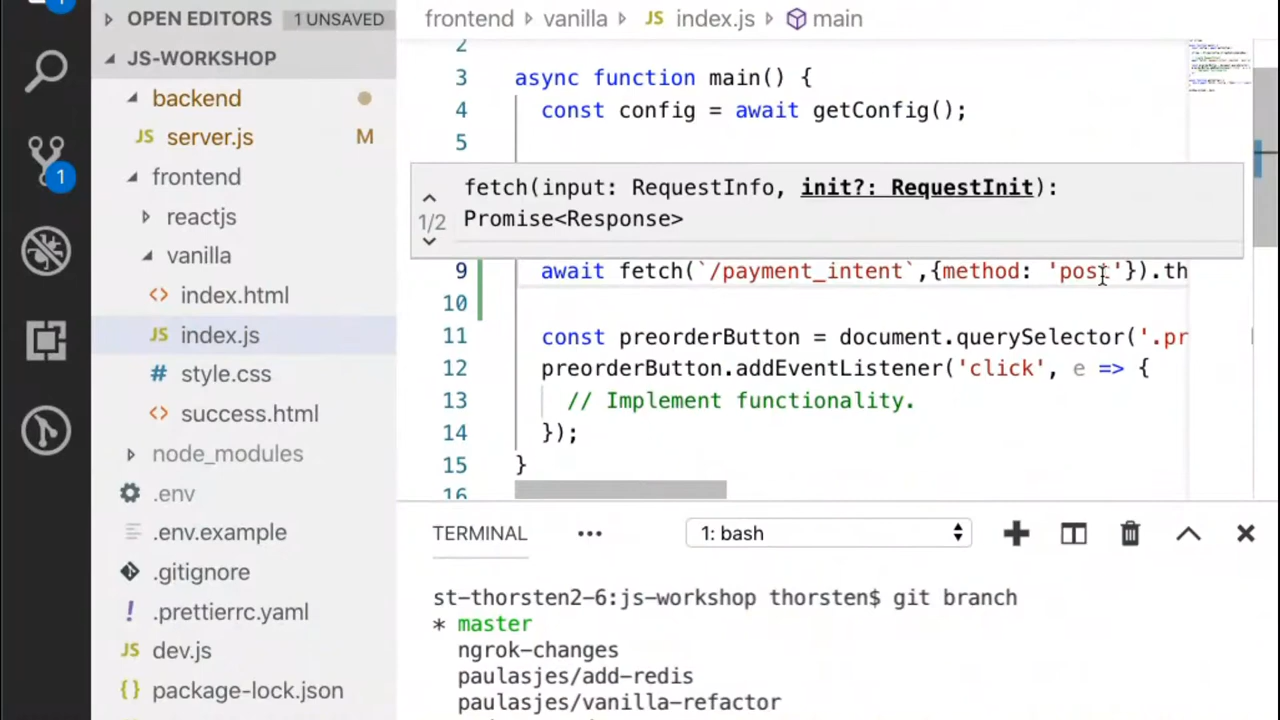 OPEN EDITORS 1 UNSAVED
JS-WORKSHOP
backend
JS server.js M
frontend
reactjs
vanilla
<> index.html
JS index.js
# style.css
<> success.html
node_modules
.env
.env.example
.gitignore
! .prettierrc.yaml
JS dev.js
{} package-lock.json
1
1
frontend vanilla JS index.js main
2
3 async function main() {
4 const config = await getConfig();
5
fetch(input: RequestInfo, init?: RequestInit):
1/2 Promise<Response>
9 await fetch(`/payment_intent`,{method: 'post'}).th
10
11 const preorderButton = document.querySelector('.pr
12 preorderButton.addEventListener('click', e => {
13 // Implement functionality.
14 });
15 }
16
TERMINAL ••• 1: bash
st-thorsten2-6:js-workshop thorsten$ git branch
* master
ngrok-changes
paulasjes/add-redis
paulasjes/vanilla-refactor